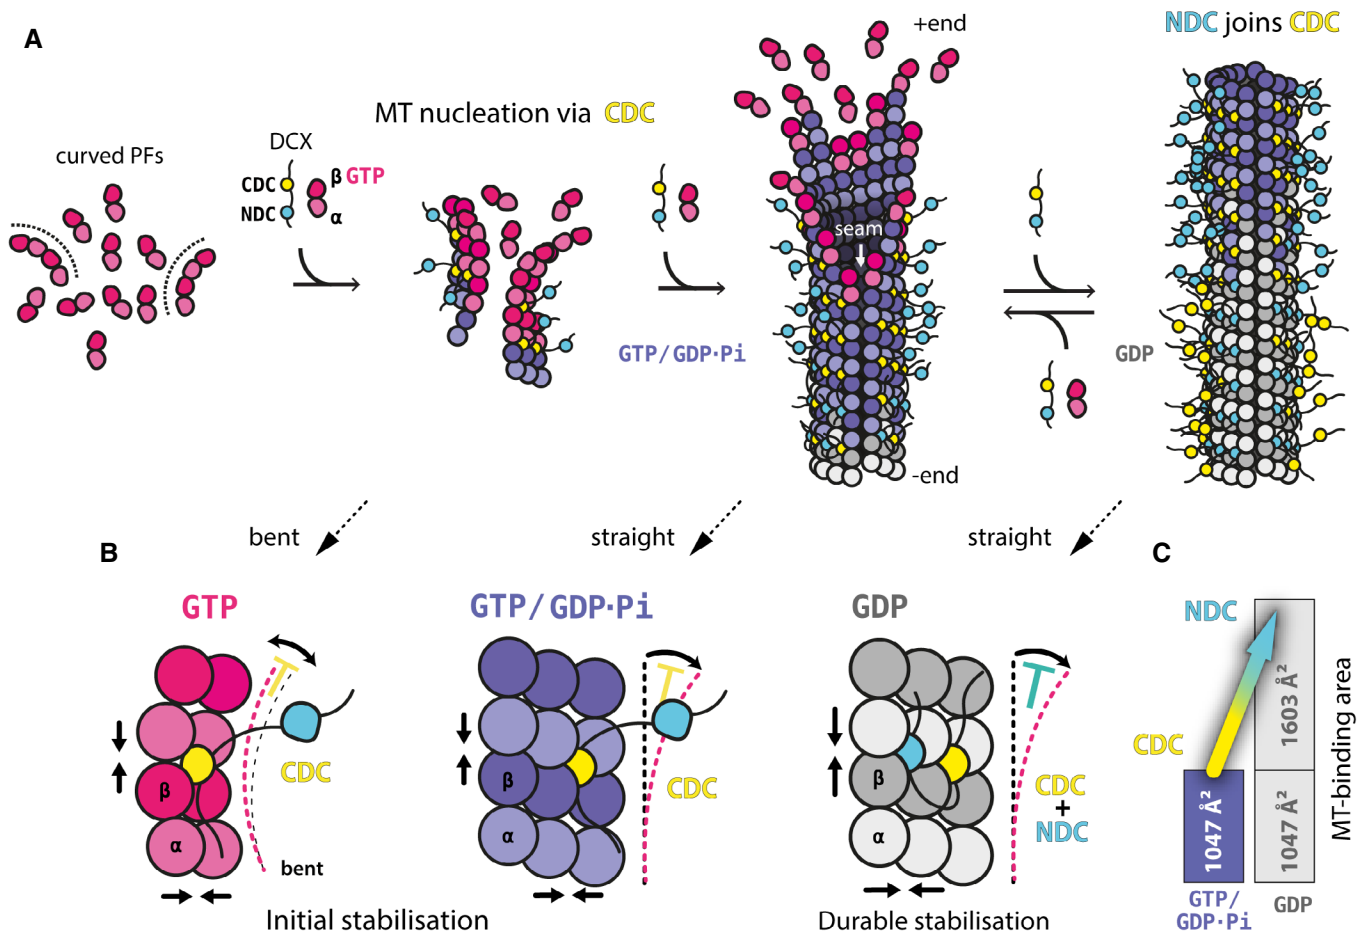 A
curved PFs
DCX
CDC
NDC
β GTP
α
MT nucleation via CDC
GTP/GDP·Pi
+end
seam
-end
GDP
NDC joins CDC
bent
straight
straight
B
GTP
β
α
CDC
bent
GTP/GDP·Pi
β
α
CDC
GDP
β
α
CDC
+
NDC
Initial stabilisation
Durable stabilisation
C
NDC
CDC
1047 Å²
1603 Å²
1047 Å²
MT-binding area
GTP/
GDP·Pi
GDP